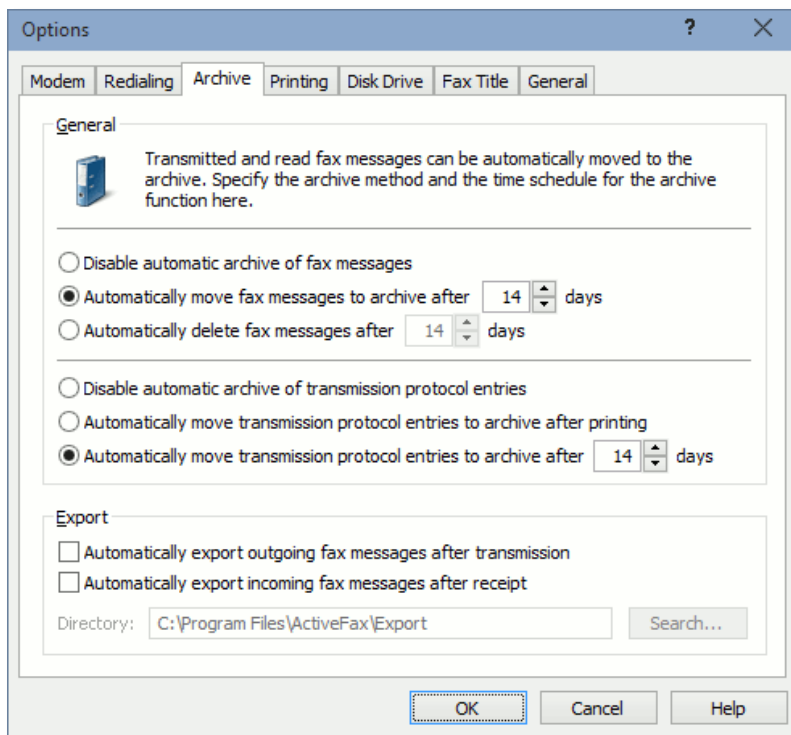 Options ?
Modem Redialing Archive Printing Disk Drive Fax Title General
General
Transmitted and read fax messages can be automatically moved to the
archive. Specify the archive method and the time schedule for the archive
function here.
Disable automatic archive of fax messages
Automatically move fax messages to archive after 14 days
Automatically delete fax messages after 14 days
Disable automatic archive of transmission protocol entries
Automatically move transmission protocol entries to archive after printing
Automatically move transmission protocol entries to archive after 14 days
Export
Automatically export outgoing fax messages after transmission
Automatically export incoming fax messages after receipt
Directory: C:\Program Files\ActiveFax\Export Search...
OK Cancel Help